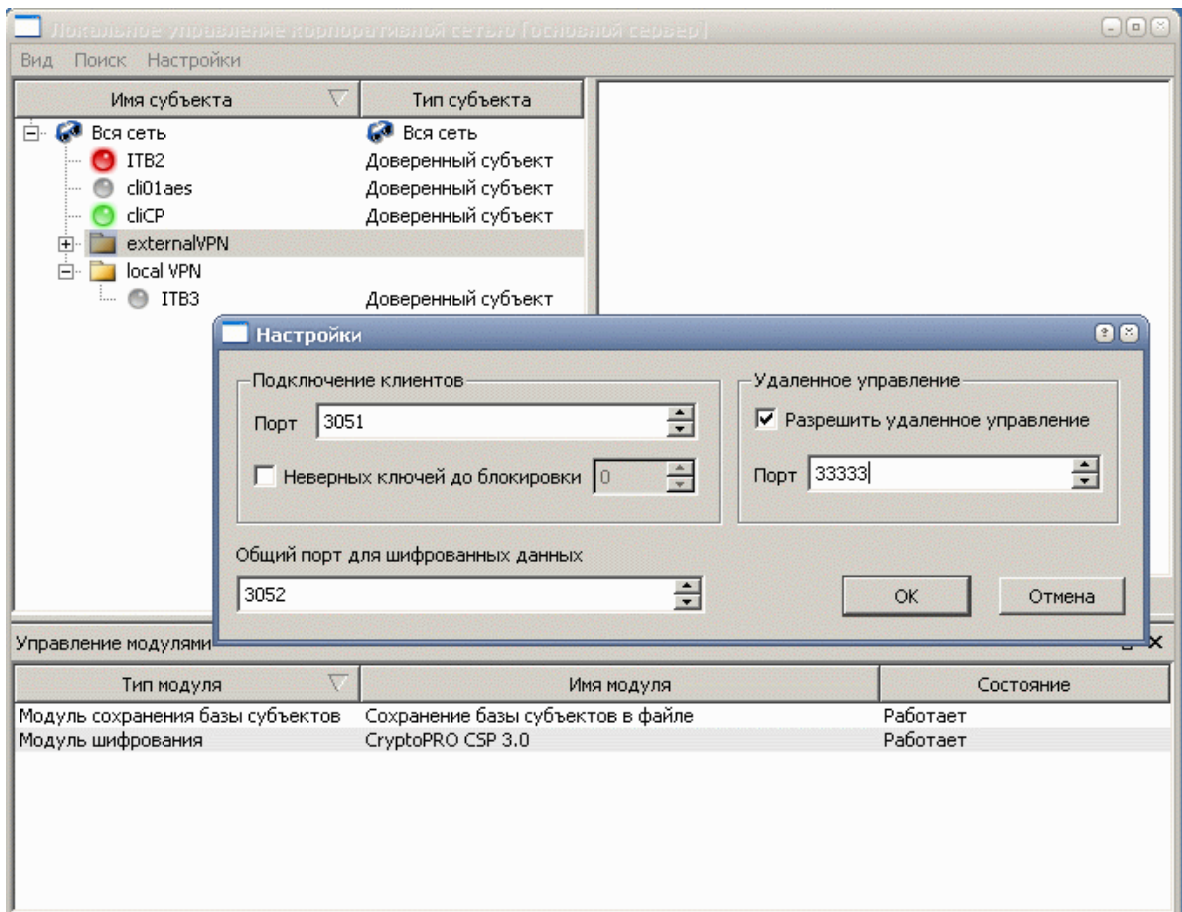 Локальное управление корпоративной сетью [основной сервер]
Вид Поиск Настройки
Имя субъекта Тип субъекта
Вся сеть Вся сеть
ITB2 Доверенный субъект
cli01aes Доверенный субъект
cliCP Доверенный субъект
externalVPN
local VPN
ITB3 Доверенный субъект
Настройки
Подключение клиентов
Порт 3051
Неверных ключей до блокировки 0
Удаленное управление
Разрешить удаленное управление
Порт 33333
Общий порт для шифрованных данных
3052
OK Отмена
Управление модулями
Тип модуля Имя модуля Состояние
Модуль сохранения базы субъектов Сохранение базы субъектов в файле Работает
Модуль шифрования CryptoPRO CSP 3.0 Работает